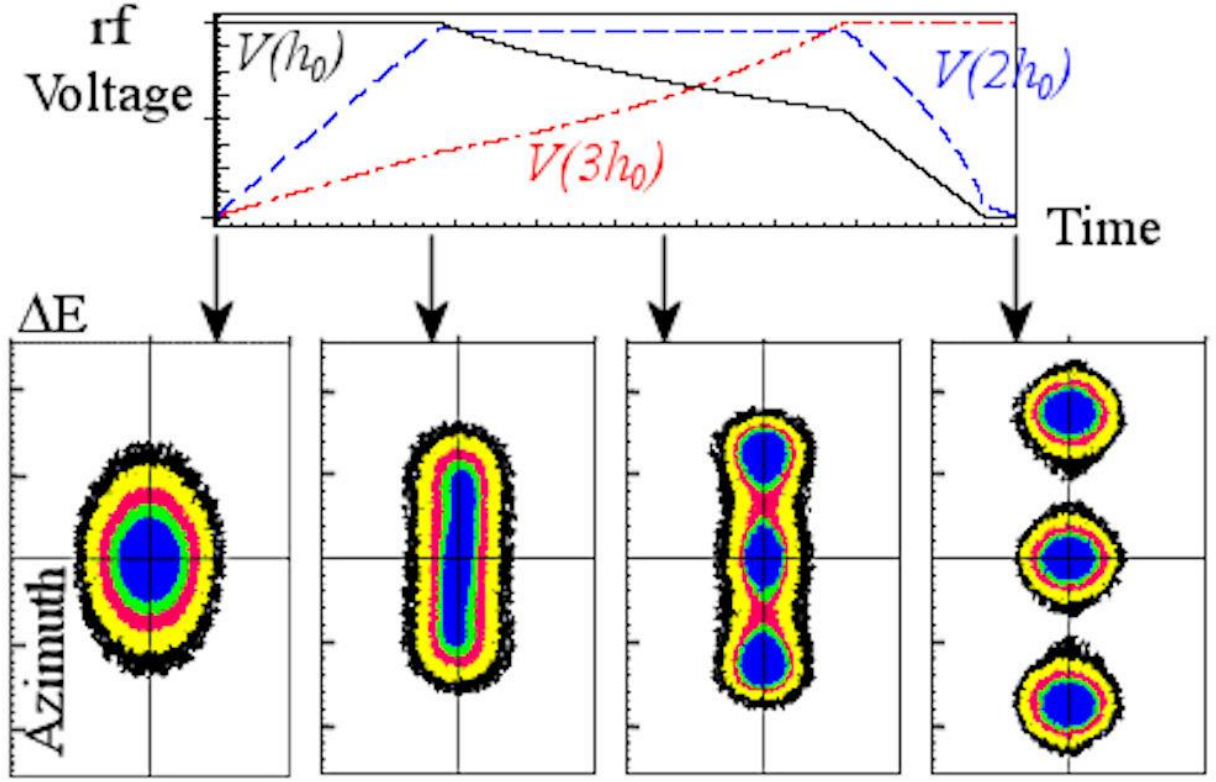 rf
Voltage
V(h₀)
V(2h₀)
V(3h₀)
Time
ΔE
Azimuth